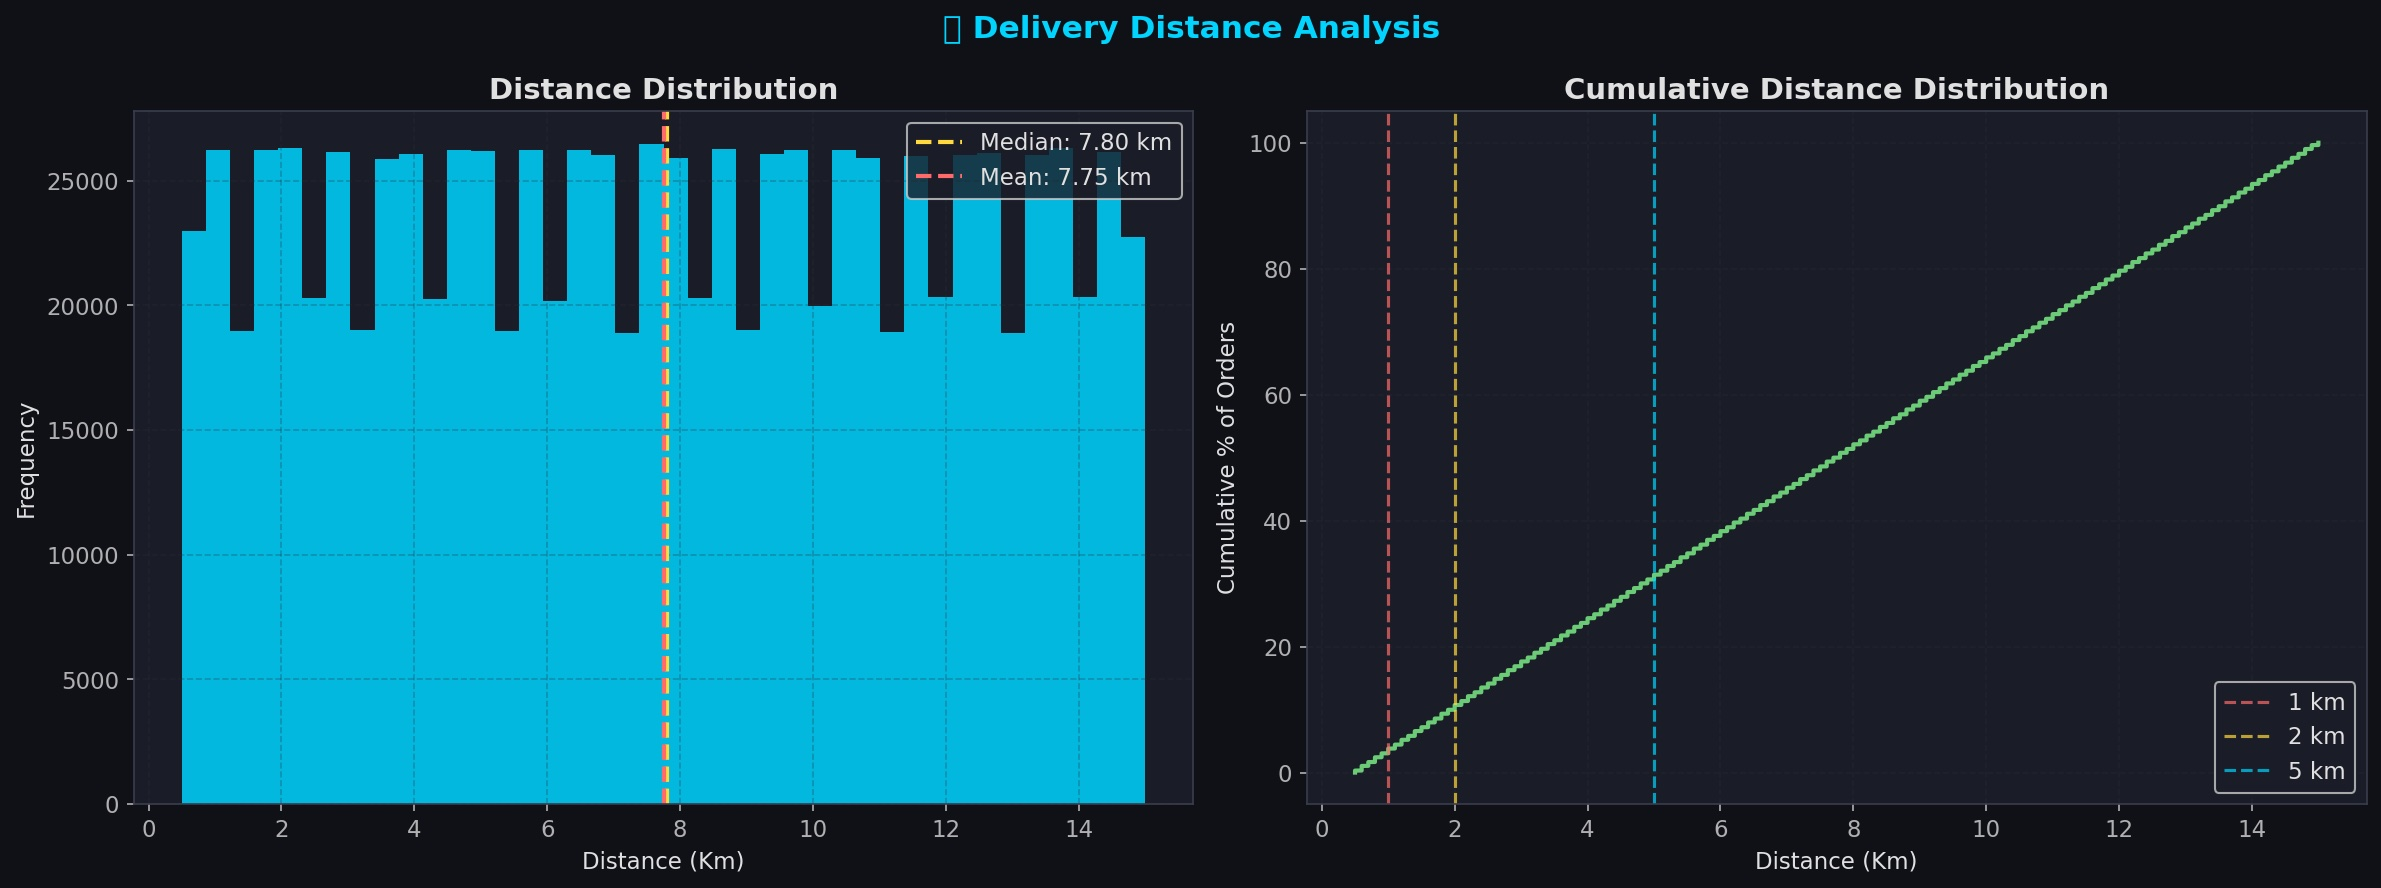 Delivery Distance Analysis
Distance Distribution
Median: 7.80 km
Mean: 7.75 km
Frequency
25000
20000
15000
10000
5000
0
0 2 4 6 8 10 12 14
Distance (Km)
Cumulative Distance Distribution
Cumulative % of Orders
100
80
60
40
20
0
1 km
2 km
5 km
0 2 4 6 8 10 12 14
Distance (Km)